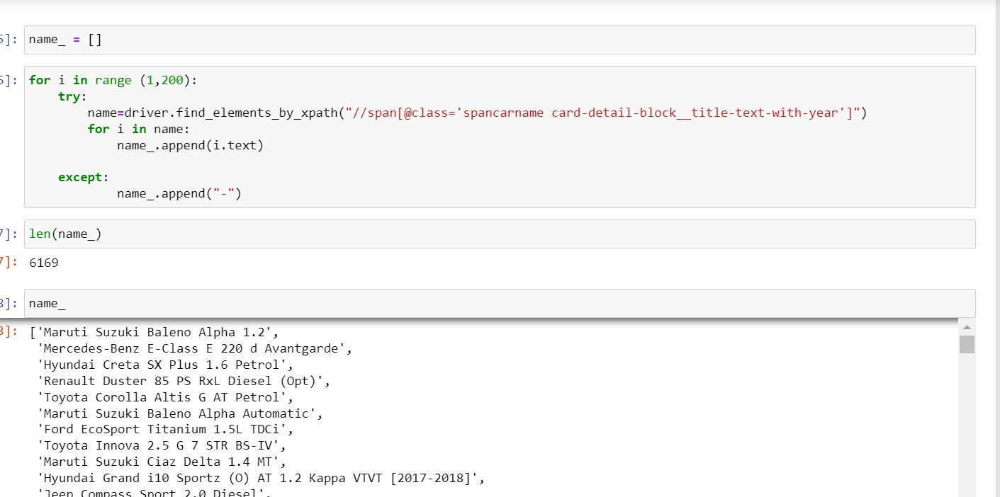 5]: name_ = []
5]: for i in range (1,200):
try:
name=driver.find_elements_by_xpath("//span[@class='spancarname card-detail-block__title-text-with-year']")
for i in name:
name_.append(i.text)
except:
name_.append("-")
7]: len(name_)
7]: 6169
3]: name_
3]: ['Maruti Suzuki Baleno Alpha 1.2',
'Mercedes-Benz E-Class E 220 d Avantgarde',
'Hyundai Creta SX Plus 1.6 Petrol',
'Renault Duster 85 PS RxL Diesel (Opt)',
'Toyota Corolla Altis G AT Petrol',
'Maruti Suzuki Baleno Alpha Automatic',
'Ford EcoSport Titanium 1.5L TDCi',
'Toyota Innova 2.5 G 7 STR BS-IV',
'Maruti Suzuki Ciaz Delta 1.4 MT',
'Hyundai Grand i10 Sportz (O) AT 1.2 Kappa VTVT [2017-2018]',
'Jeep Compass Sport 2.0 Diesel',